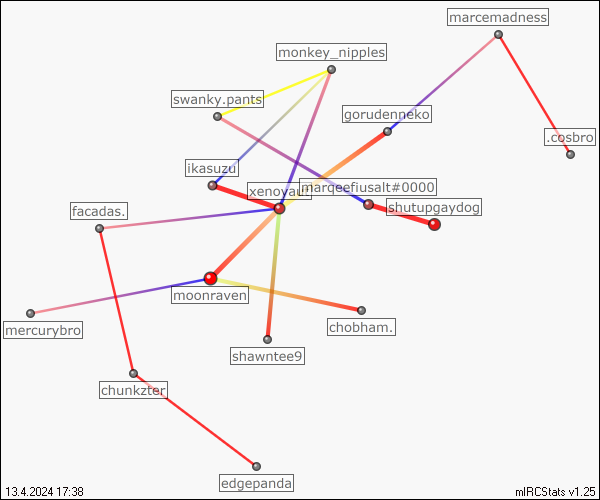 marcemadness
monkey_nipples
swanky.pants
gorudenneko
.cosbro
ikasuzu
marqeefiusalt#0000
shutupgaydog
facadas.
moonraven
mercurybro
chobham.
shawntee9
chunkzter
edgepanda
13.4.2024 17:38
mIRCStats v1.25